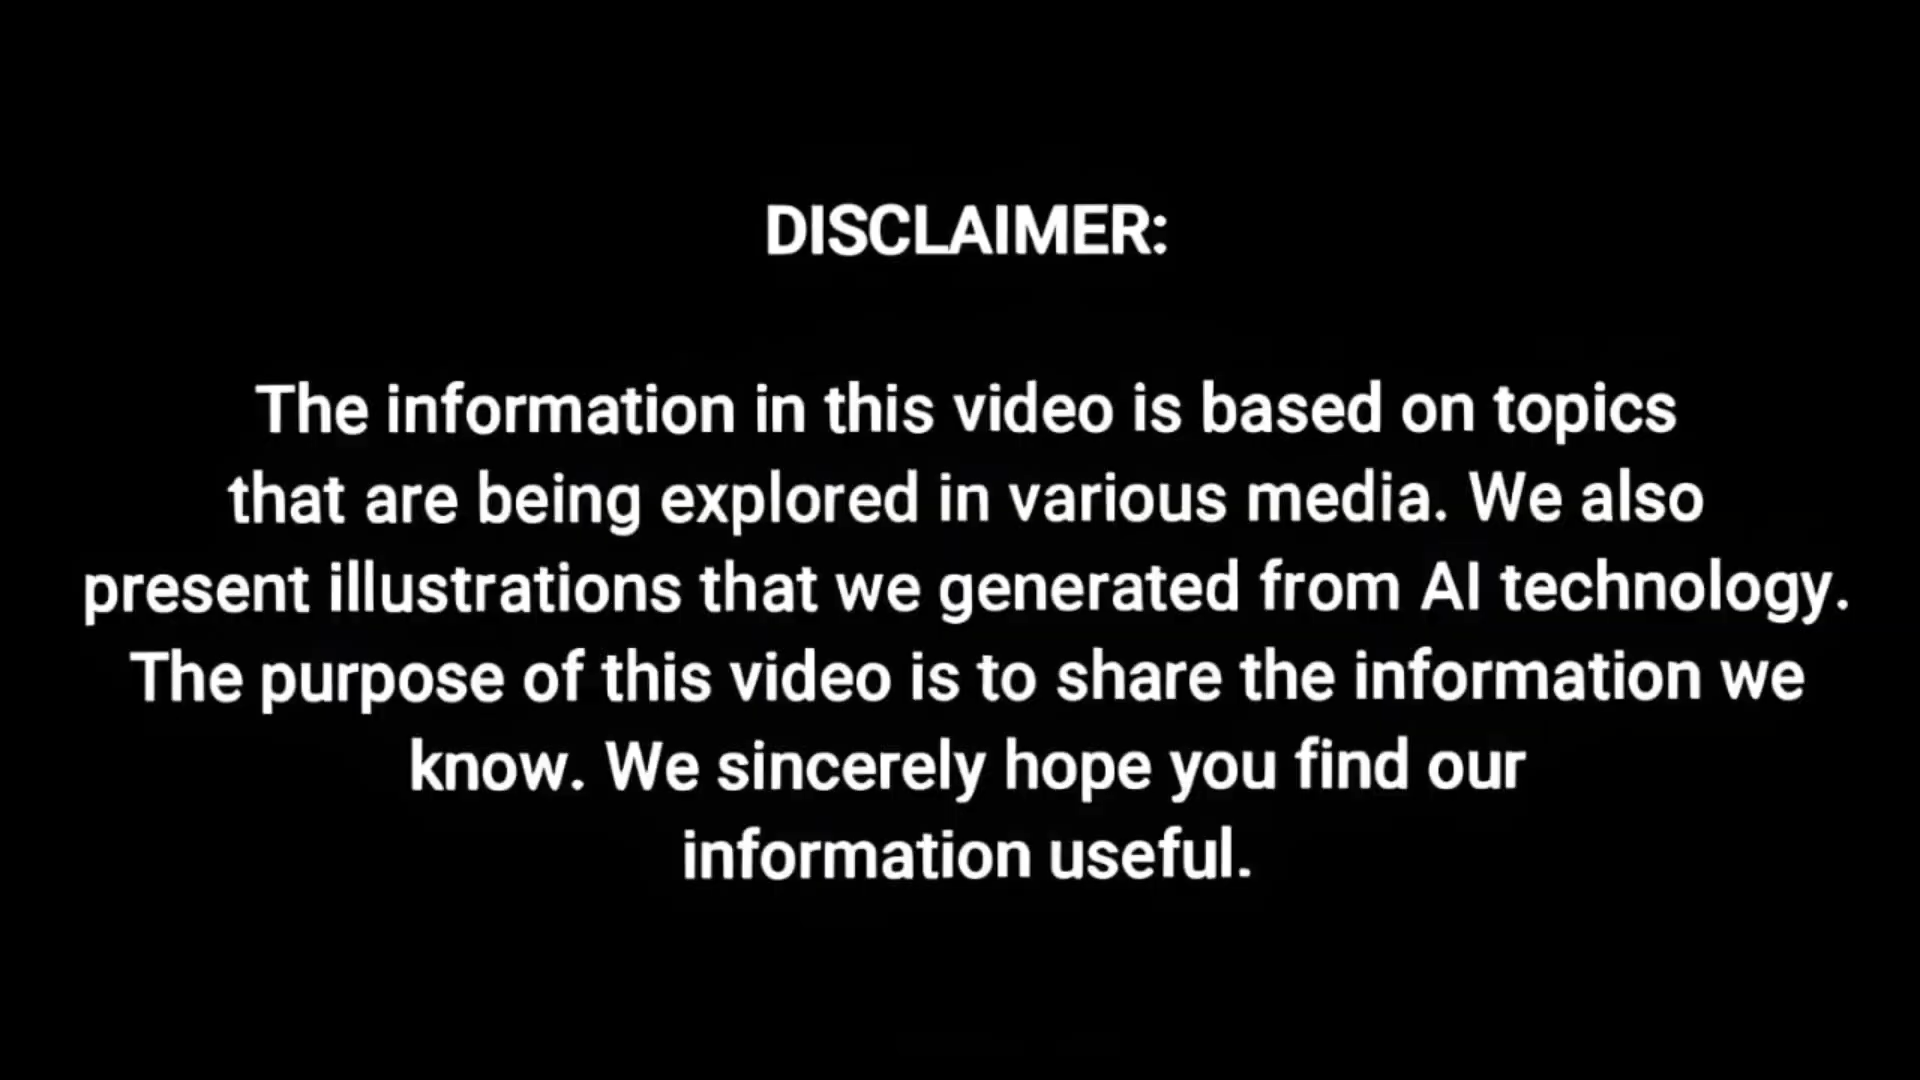 DISCLAIMER:
The information in this video is based on topics
that are being explored in various media. We also
present illustrations that we generated from AI technology.
The purpose of this video is to share the information we
know. We sincerely hope you find our
information useful.